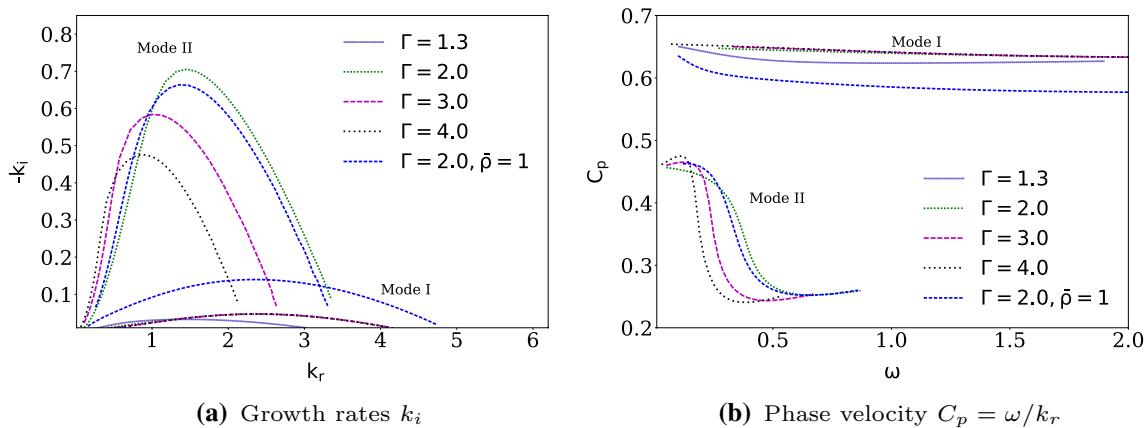 0.8
0.7
0.6
0.5
0.4
0.3
0.2
0.1
-kᵢ
Mode II
Γ = 1.3
Γ = 2.0
Γ = 3.0
Γ = 4.0
Γ = 2.0, ρ̄ = 1
Mode I
1 2 3 4 5 6
kᵣ
(a) Growth rates kᵢ
0.7
0.6
0.5
0.4
0.3
0.2
Cₚ
Mode I
Mode II
Γ = 1.3
Γ = 2.0
Γ = 3.0
Γ = 4.0
Γ = 2.0, ρ̄ = 1
0.5 1.0 1.5 2.0
ω
(b) Phase velocity Cₚ = ω/kᵣ